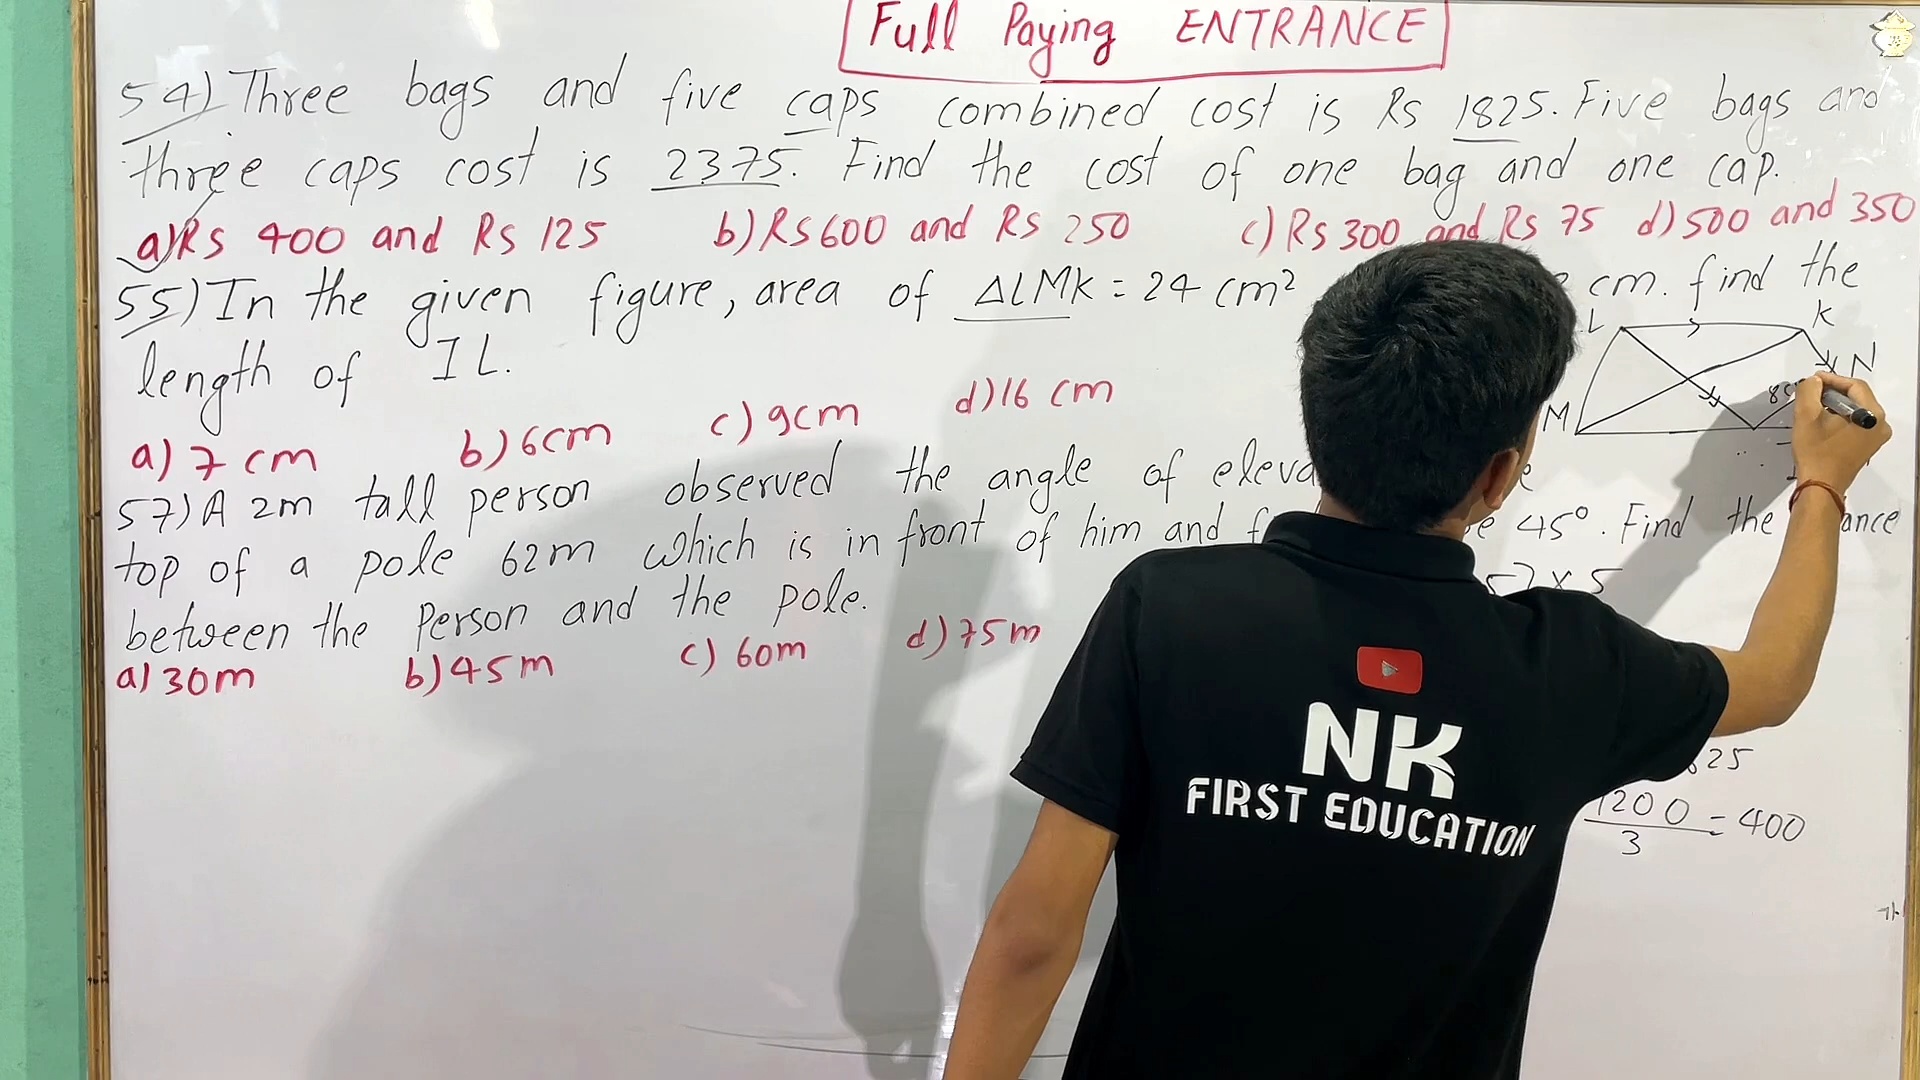 Full Paying ENTRANCE
54) Three bags and five caps combined cost is Rs 1825. Five bags and
three caps cost is 2375. Find the cost of one bag and one cap.
a) Rs 400 and Rs 125 b) Rs 600 and Rs 250 c) Rs 300 and Rs 75 d) 500 and 350
55) In the given figure, area of ΔLMK = 24 cm² cm. find the
length of IL.
L K
N
M
a) 7 cm b) 6cm c) 9cm d) 16 cm
57) A 2m tall person observed the angle of eleva
top of a pole 62m which is in front of him and 45°. Find the
between the Person and the pole.
a) 30m b) 45m c) 60m d) 75m
x 5
25
1200/3 = 400
NK
FIRST EDUCATION